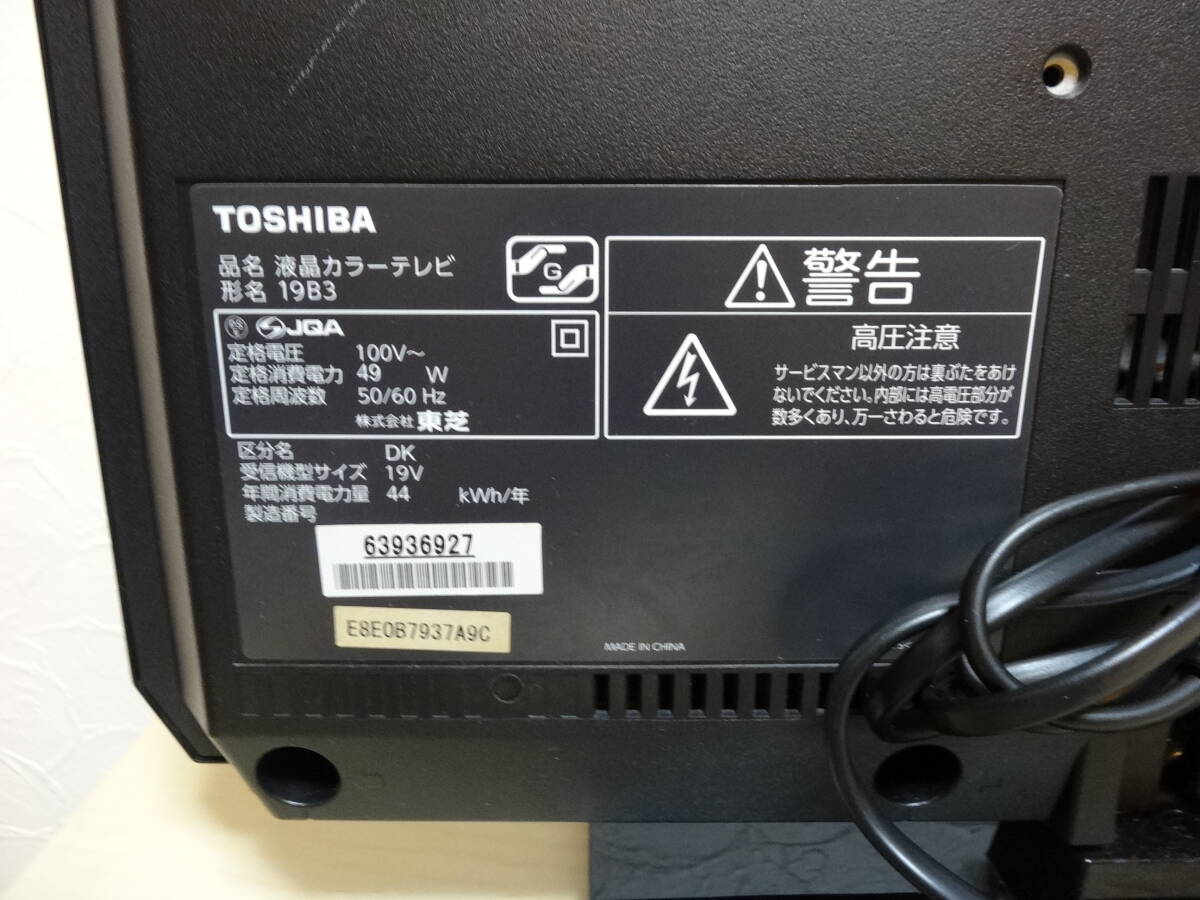 TOSHIBA
品名 液晶カラーテレビ
形名 19B3
G
PS
E
JQA
定格電圧 100V～
定格消費電力 49 W
定格周波数 50/60 Hz
株式会社 東芝
区分名 DK
受信機型サイズ 19V
年間消費電力量 44 kWh/年
製造番号
63936927
E8E0B7937A9C
警告
高圧注意
サービスマン以外の方は裏ぶたをあけ
ないでください。内部には高電圧部分が
数多くあり、万一さわると危険です。
MADE IN CHINA